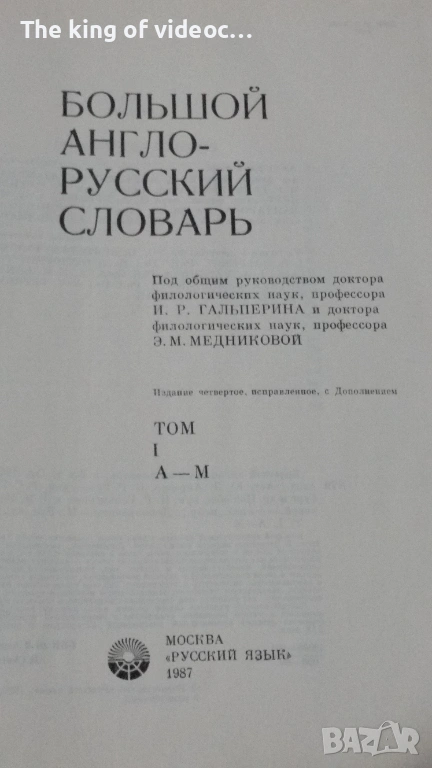 The king of videoc...
БОЛЬШОЙ
АНГЛО-
РУССКИЙ
СЛОВАРЬ
Под общим руководством доктора
филологических наук, профессора
И. Р. ГАЛЬПЕРИНА и доктора
филологических наук, профессора
Э. М. МЕДНИКОВОЙ
Издание четвертое, исправленное, с Дополнением
ТОМ
I
А — М
МОСКВА
«РУССКИЙ ЯЗЫК»
1987
BAZAR